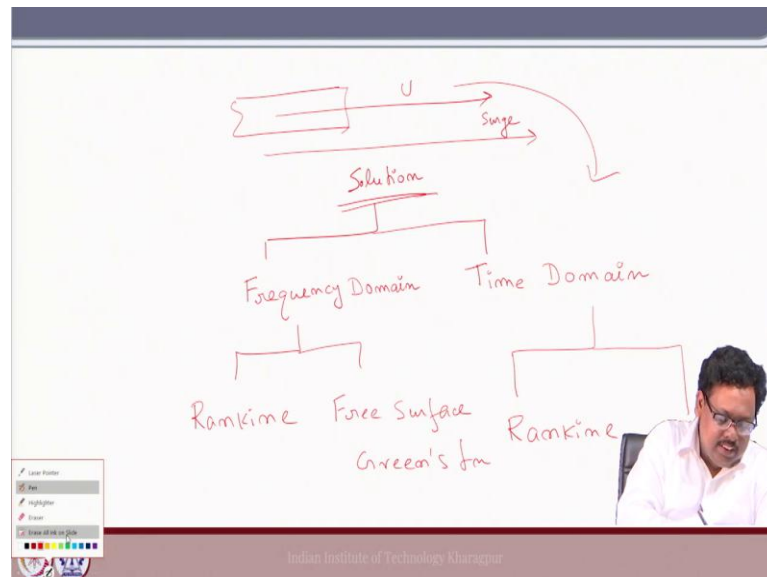 U
Surge
Solution
Frequency Domain Time Domain
Rankine Free Surface Rankine
Green's fn
Laser Pointer
Pen
Highlighter
Eraser
Erase all Ink on Slide
Indian Institute of Technology Kharagpur